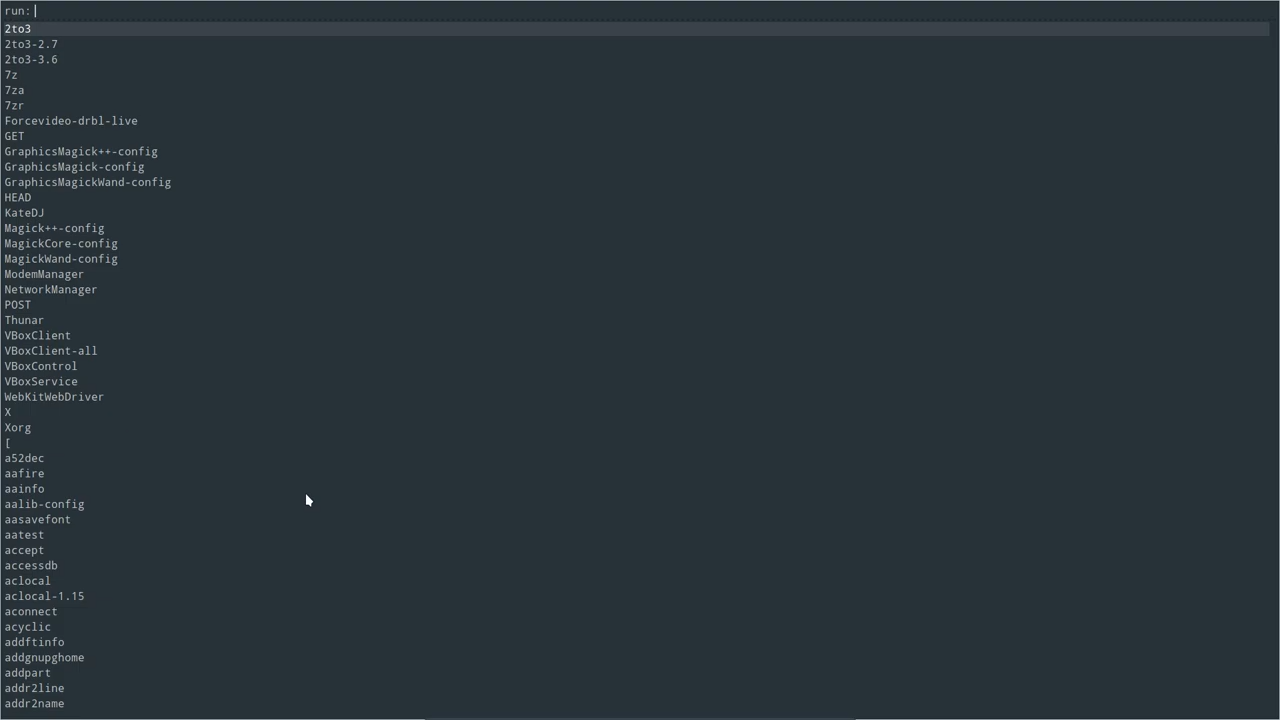 run:
2to3
2to3-2.7
2to3-3.6
7z
7za
7zr
Forcevideo-drbl-live
GET
GraphicsMagick++-config
GraphicsMagick-config
GraphicsMagickWand-config
HEAD
KateDJ
Magick++-config
MagickCore-config
MagickWand-config
ModemManager
NetworkManager
POST
Thunar
VBoxClient
VBoxClient-all
VBoxControl
VBoxService
WebKitWebDriver
X
Xorg
[
a52dec
aafire
aainfo
aalib-config
aasavefont
aatest
accept
accessdb
aclocal
aclocal-1.15
aconnect
acyclic
addftinfo
addgnupghome
addpart
addr2line
addr2name